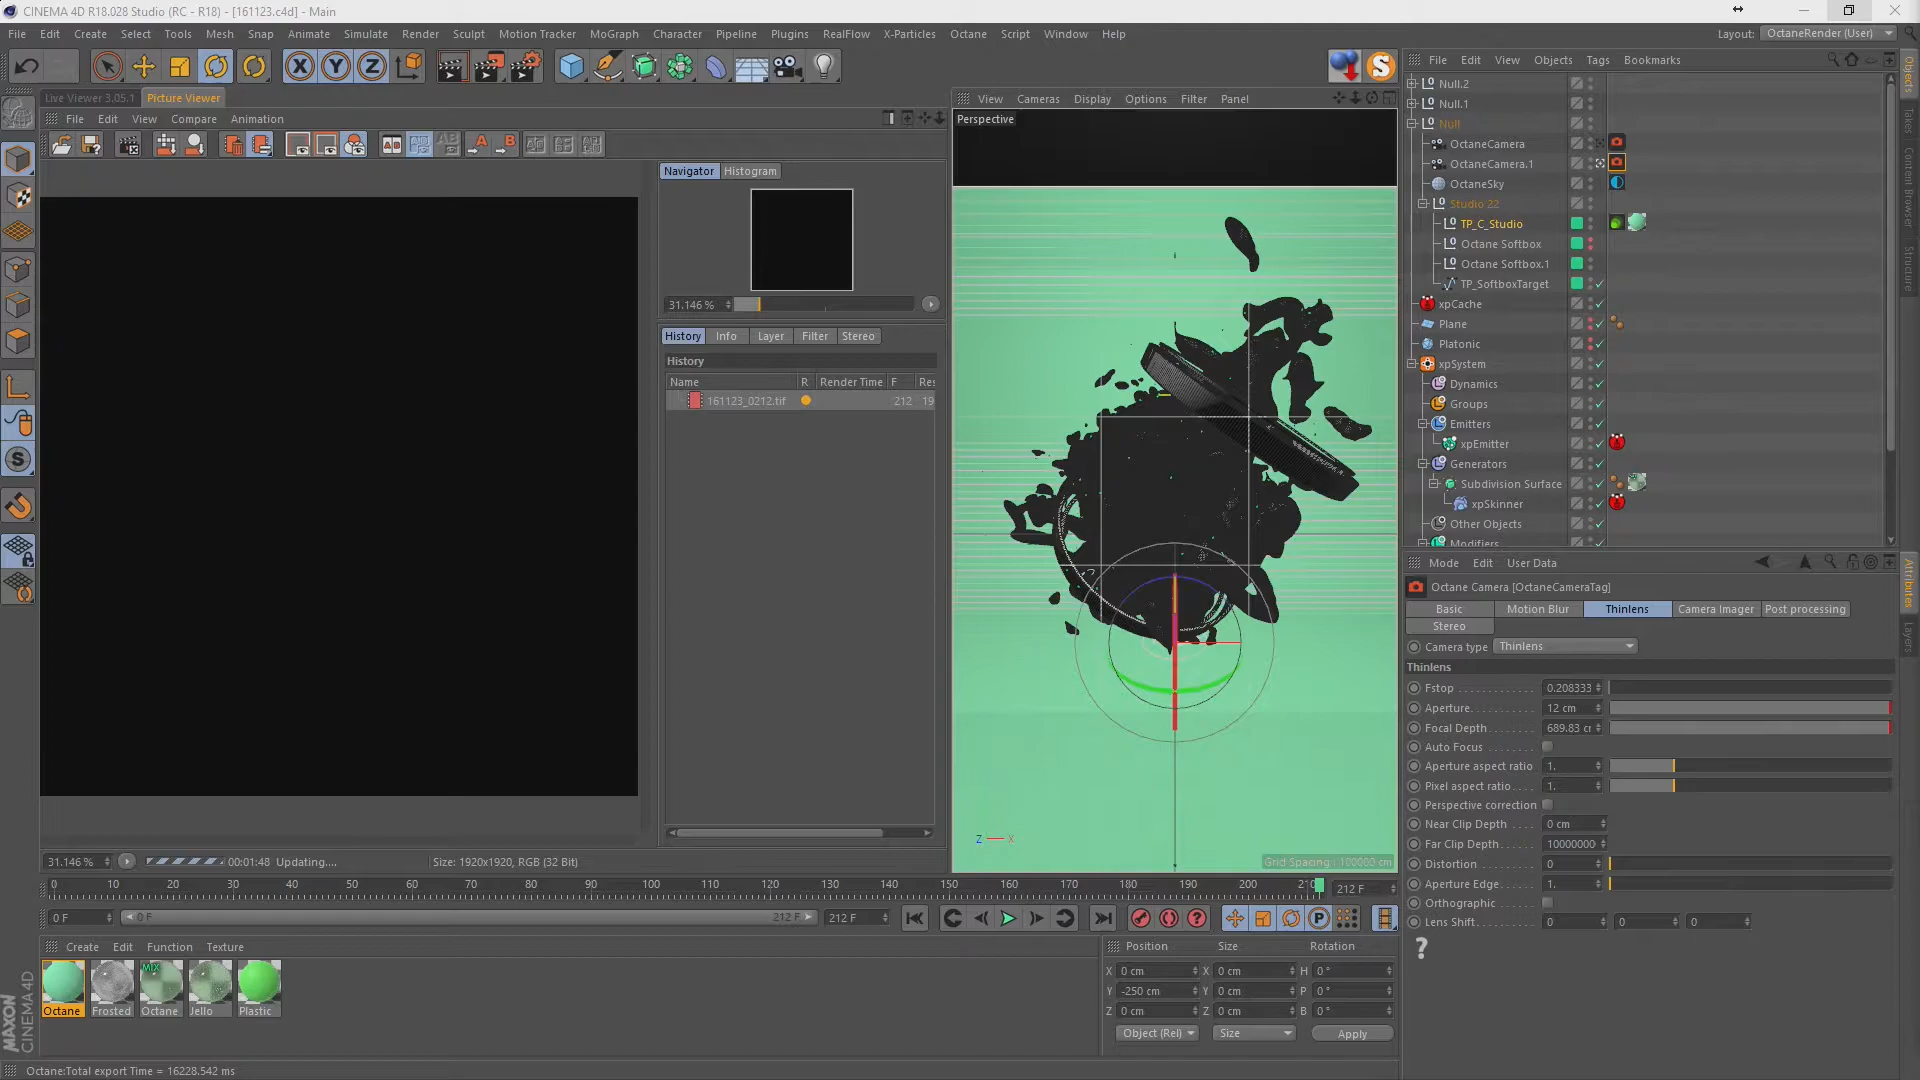 CINEMA 4D R18.028 Studio (RC - R18) - [161123.c4d] - Main
File Edit Create Select Tools Mesh Snap Animate Simulate Render Sculpt Motion Tracker MoGraph Character Pipeline Plugins RealFlow X-Particles Octane Script Window Help
Layout: OctaneRender (User)
X Y Z
File Edit View Objects Tags Bookmarks
Live Viewer 3.05.1 Picture Viewer
File Edit View Compare Animation
View Cameras Display Options Filter Panel
Perspective
Navigator Histogram
31.146 %
History Info Layer Filter Stereo
History
Name R Render Time F Res
161123_0212.tif 212 19
Null.2
Null.1
Null
OctaneCamera
OctaneCamera.1
OctaneSky
Studio 22
TP_C_Studio
Octane Softbox
Octane Softbox.1
TP_SoftboxTarget
xpCache
Plane
Platonic
xpSystem
Dynamics
Groups
Emitters
xpEmitter
Generators
Subdivision Surface
xpSkinner
Other Objects
Modifiers
Objects
Takes
Content Browser
Structure
Attributes
Layers
Mode Edit User Data
Octane Camera [OctaneCameraTag]
Basic Motion Blur Thinlens Camera Imager Post processing
Stereo
Camera type Thinlens
Thinlens
Fstop 0.208333
Aperture 12 cm
Focal Depth 689.83 cr
Auto Focus
Aperture aspect ratio 1.
Pixel aspect ratio 1.
Perspective correction
Near Clip Depth 0 cm
Far Clip Depth 10000000
Distortion 0
Aperture Edge 1.
Orthographic
Lens Shift 0 0 0
?
Z X
Grid Spacing : 100000 cm
31.146 % 00:01:48 Updating.... Size: 1920x1920, RGB (32 Bit)
0 10 20 30 40 50 60 70 80 90 100 110 120 130 140 150 160 170 180 190 200 210 212 F
0 F 0 F 212 F 212 F
Create Edit Function Texture
MIX
Octane Frosted Octane Jello Plastic
Position Size Rotation
X 0 cm X 0 cm H 0 °
Y -250 cm Y 0 cm P 0 °
Z 0 cm Z 0 cm B 0 °
Object (Rel) Size Apply
MAXON
CINEMA 4D
Octane:Total export Time = 16228.542 ms